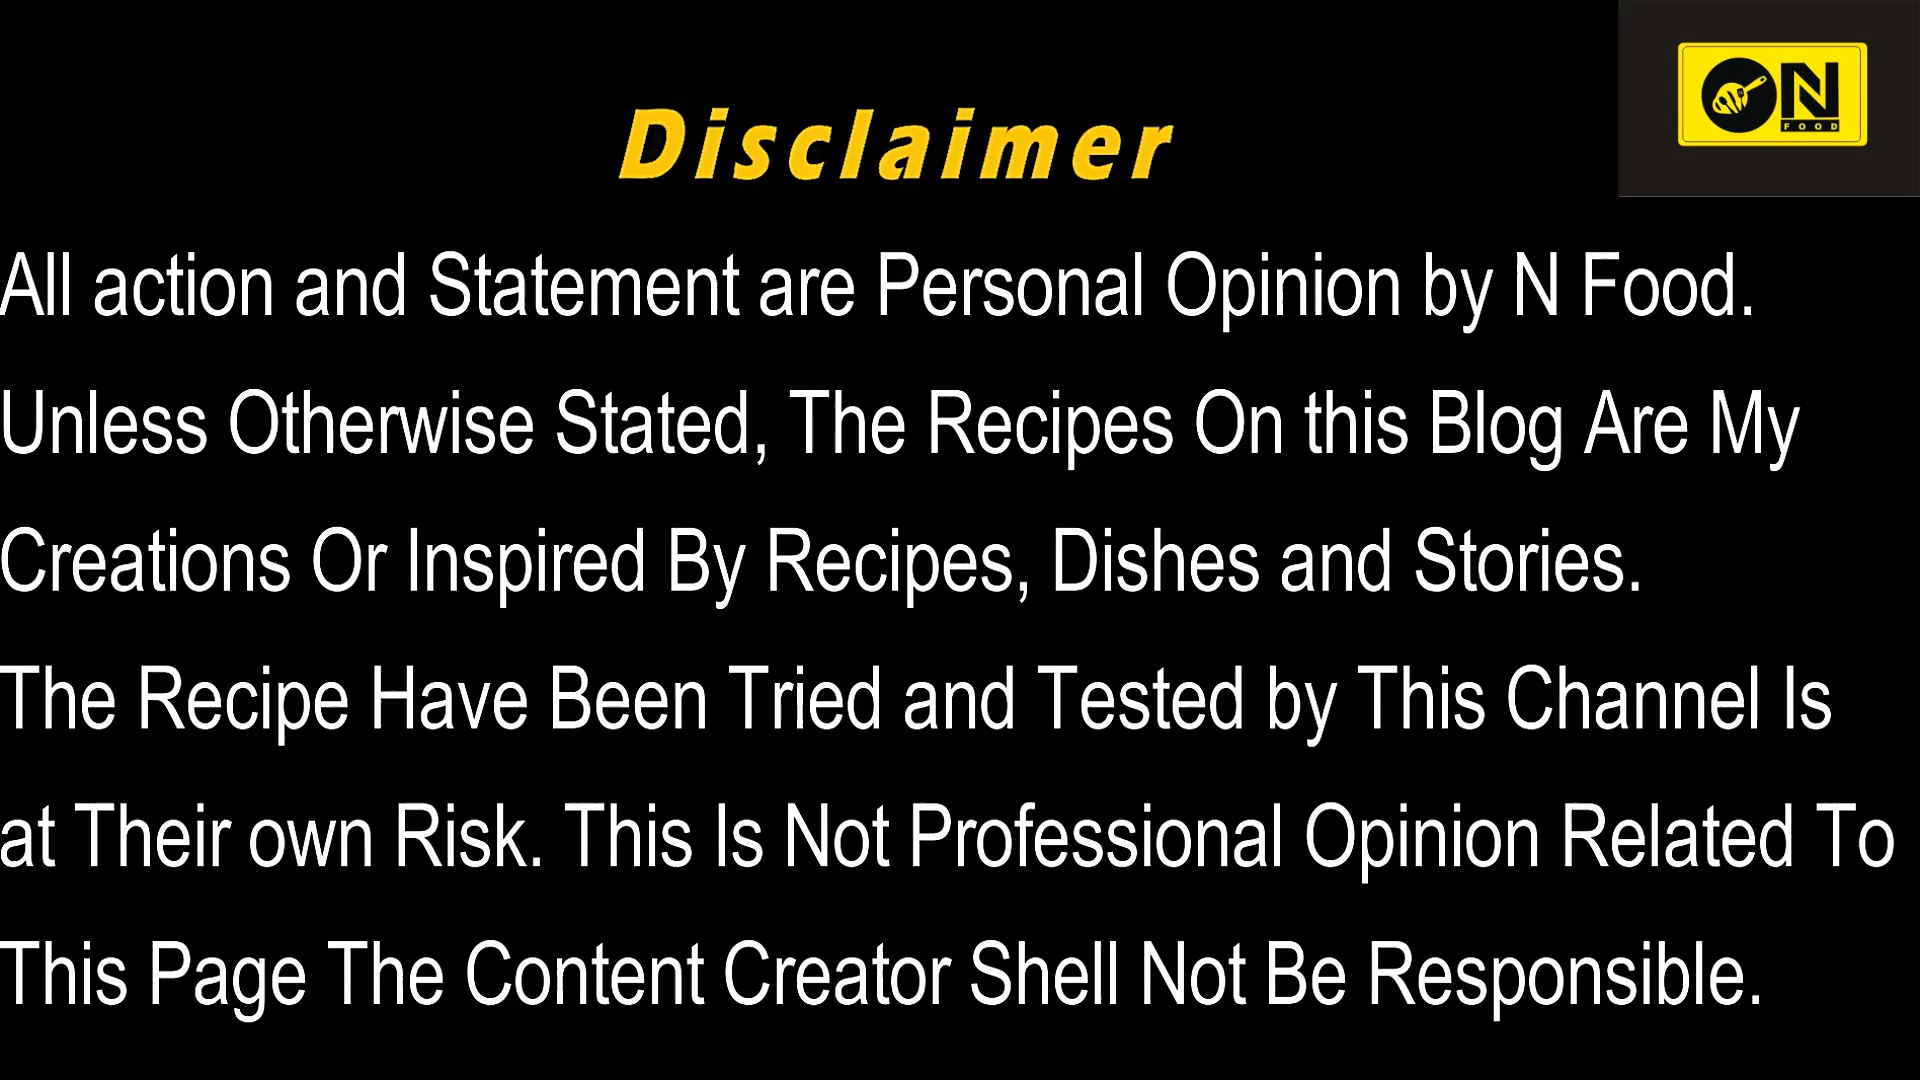 Disclaimer
ON
FOOD
All action and Statement are Personal Opinion by N Food.
Unless Otherwise Stated, The Recipes On this Blog Are My
Creations Or Inspired By Recipes, Dishes and Stories.
The Recipe Have Been Tried and Tested by This Channel Is
at Their own Risk. This Is Not Professional Opinion Related To
This Page The Content Creator Shell Not Be Responsible.